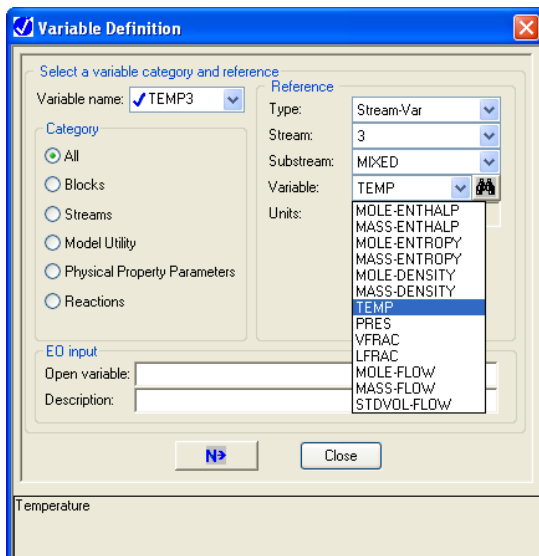 Variable Definition
Select a variable category and reference
Variable name: TEMP3
Category
All
Blocks
Streams
Model Utility
Physical Property Parameters
Reactions
Reference
Type: Stream-Var
Stream: 3
Substream: MIXED
Variable: TEMP
Units:
MOLE-ENTHALP
MASS-ENTHALP
MOLE-ENTROPY
MASS-ENTROPY
MOLE-DENSITY
MASS-DENSITY
TEMP
PRES
VFRAC
LFRAC
MOLE-FLOW
MASS-FLOW
STDVOL-FLOW
EO input
Open variable:
Description:
N>
Close
Temperature